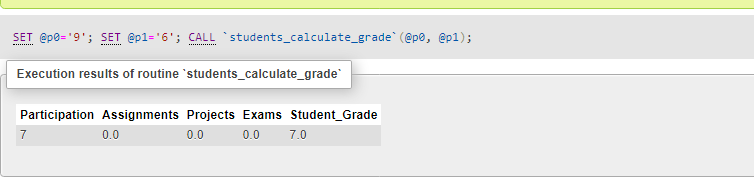 SET @p0='9'; SET @p1='6'; CALL `students_calculate_grade`(@p0, @p1);
Execution results of routine `students_calculate_grade`
Participation Assignments Projects Exams Student_Grade
7 0.0 0.0 0.0 7.0